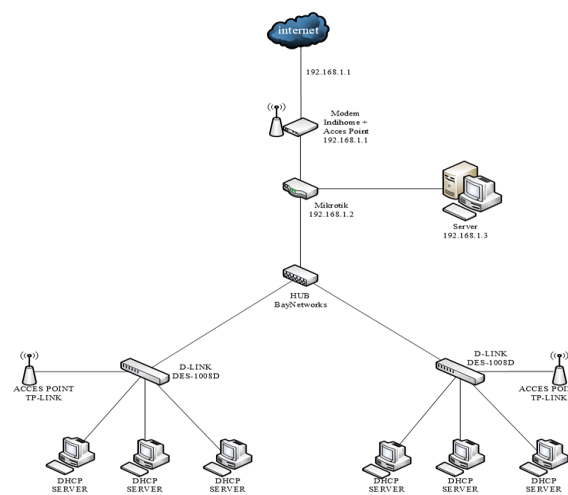 internet
192.168.1.1
Modem
Indihome +
Acces Point
192.168.1.1
Mikrotik
192.168.1.2
Server
192.168.1.3
HUB
BayNetworks
D-LINK
DES-1008D
ACCES POINT
TP-LINK
D-LINK
DES-1008D
ACCES POINT
TP-LINK
DHCP
SERVER
DHCP
SERVER
DHCP
SERVER
DHCP
SERVER
DHCP
SERVER
DHCP
SERVER